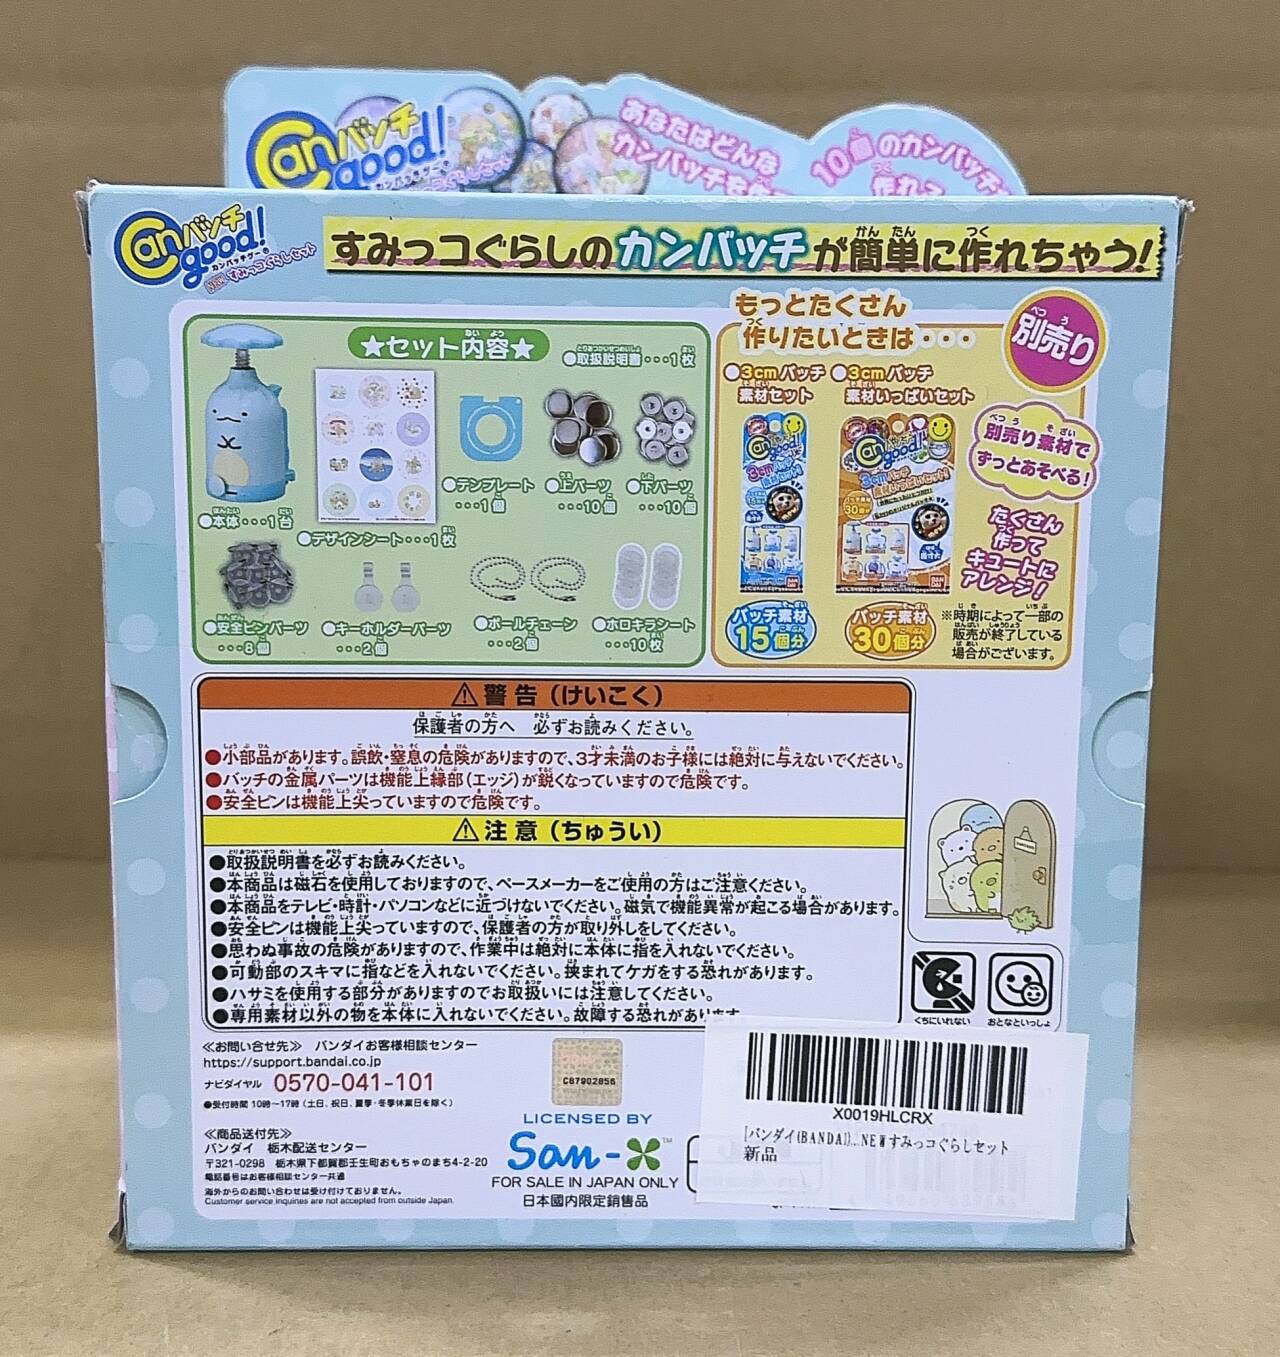 Canバッチgood!
カンバッチグー!
すみっコぐらしセット
あなたはどんな
カンバッチを
10個のカンバッチ
作れる
Canバッチgood!
カンバッチグー!
NEWすみっコぐらしセット
すみっコぐらしのカンバッチが簡単に作れちゃう!
★セット内容★
●取扱説明書・・・1枚
●本体・・・1台
●デザインシート・・・1枚
●テンプレート
・・・1個
●上パーツ
・・・10個
●下パーツ
・・・10個
●安全ピンパーツ
・・・8個
●キーホルダーパーツ
・・・2個
●ボールチェーン
・・・2個
●ホロキラシート
・・・10枚
もっとたくさん
作りたいときは・・・
別売り
●3cmバッチ
素材セット
●3cmバッチ
素材いっぱいセット
バッチ素材
15個分
バッチ素材
30個分
別売り素材で
ずっとあそべる!
たくさん
作って
キュートに
アレンジ!
※時期によって一部の
販売が終了している
場合がございます。
⚠警告(けいこく)
保護者の方へ 必ずお読みください。
●小部品があります。誤飲・窒息の危険がありますので、3才未満のお子様には絶対に与えないでください。
●バッチの金属パーツは機能上縁部(エッジ)が鋭くなっていますので危険です。
●安全ピンは機能上尖っていますので危険です。
⚠注意(ちゅうい)
●取扱説明書を必ずお読みください。
●本商品は磁石を使用しておりますので、ペースメーカーをご使用の方はご注意ください。
●本商品をテレビ・時計・パソコンなどに近づけないでください。磁気で機能異常が起こる場合があります。
●安全ピンは機能上尖っていますので、保護者の方が取り外しをしてください。
●思わぬ事故の危険がありますので、作業中は絶対に本体に指を入れないでください。
●可動部のスキマに指などを入れないでください。挟まれてケガをする恐れがあります。
●ハサミを使用する部分がありますのでお取扱いには注意してください。
●専用素材以外の物を本体に入れないでください。故障する恐れがあります
くちにいれない
おとなといっしょ
≪お問い合せ先≫ バンダイお客様相談センター
https://support.bandai.co.jp
ナビダイヤル 0570-041-101
●受付時間 10時~17時(土日、祝日、夏季・冬季休業日を除く)
≪商品送付先≫
バンダイ 栃木配送センター
〒321-0298 栃木県下都賀郡壬生町おもちゃのまち4-2-20
電話番号はお客様相談センター共通
海外からのお問い合わせは受け付けておりません。
Customer service inquiries are not accepted from outside Japan.
C87902856
LICENSED BY
San-X™
FOR SALE IN JAPAN ONLY
日本國内限定銷售品
X0019HLCRX
[バンダイ(BANDAI)...NEWすみっコぐらしセット
新品